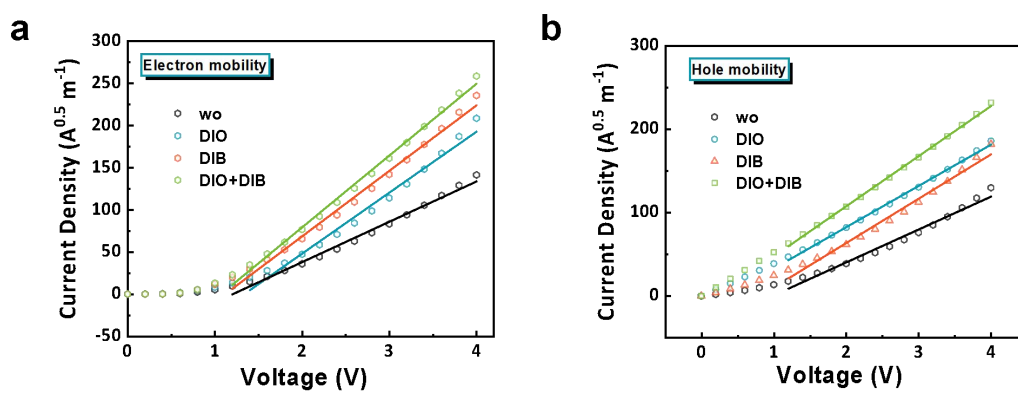 a
Electron mobility
wo
DIO
DIB
DIO+DIB
300
250
200
150
100
50
0
-50
0
1
2
3
4
Current Density (A^0.5 m^-1)
Voltage (V)
b
Hole mobility
wo
DIO
DIB
DIO+DIB
300
200
100
0
0
1
2
3
4
Current Density (A^0.5 m^-1)
Voltage (V)